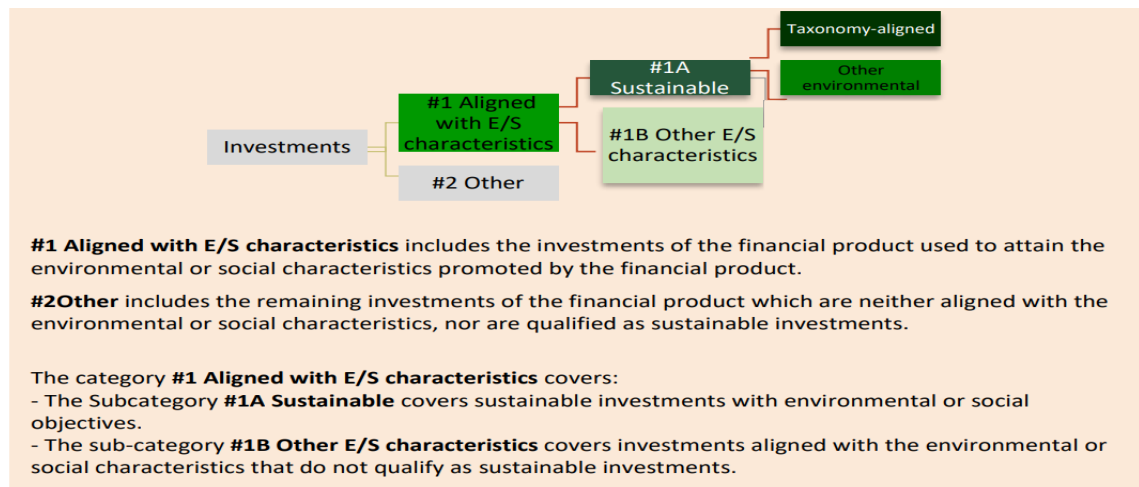 Taxonomy-aligned
#1A
Sustainable
Other
environmental
#1 Aligned
with E/S
characteristics
#1B Other E/S
characteristics
Investments
#2 Other
#1 Aligned with E/S characteristics includes the investments of the financial product used to attain the
environmental or social characteristics promoted by the financial product.
#2Other includes the remaining investments of the financial product which are neither aligned with the
environmental or social characteristics, nor are qualified as sustainable investments.
The category #1 Aligned with E/S characteristics covers:
- The Subcategory #1A Sustainable covers sustainable investments with environmental or social
objectives.
- The sub-category #1B Other E/S characteristics covers investments aligned with the environmental or
social characteristics that do not qualify as sustainable investments.